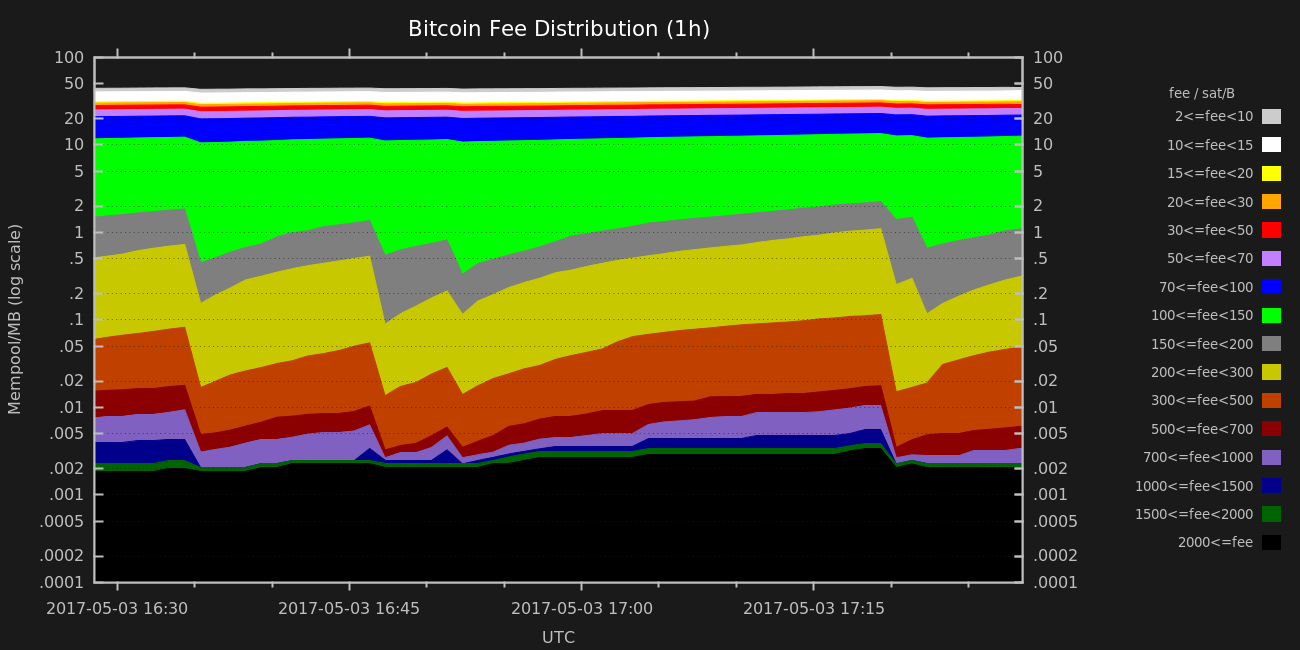 Bitcoin Fee Distribution (1h)
100 100
50 50
20 20
10 10
5 5
2 2
1 1
.5 .5
.2 .2
.1 .1
.05 .05
.02 .02
.01 .01
.005 .005
.002 .002
.001 .001
.0005 .0005
.0002 .0002
.0001 .0001
Mempool/MB (log scale)
2017-05-03 16:30 2017-05-03 16:45 2017-05-03 17:00 2017-05-03 17:15
UTC
fee / sat/B
2<=fee<10
10<=fee<15
15<=fee<20
20<=fee<30
30<=fee<50
50<=fee<70
70<=fee<100
100<=fee<150
150<=fee<200
200<=fee<300
300<=fee<500
500<=fee<700
700<=fee<1000
1000<=fee<1500
1500<=fee<2000
2000<=fee